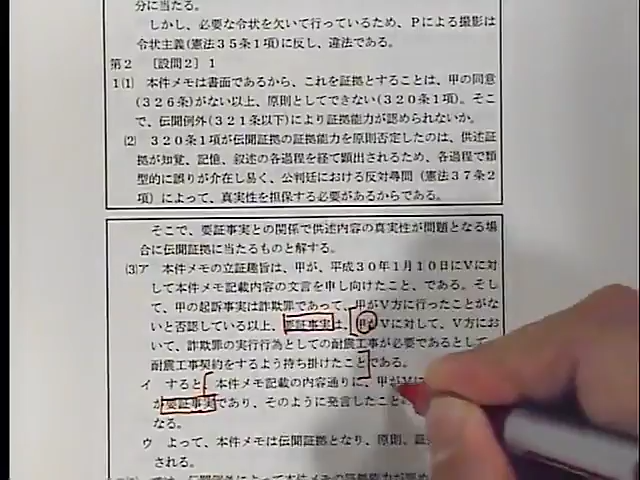 分に当たる。
しかし、必要な令状を欠いて行っているため、Pによる撮影は
令状主義(憲法35条1項)に反し、違法である。
第2 〔設問2〕1
1⑴ 本件メモは書面であるから、これを証拠とすることは、甲の同意
(326条)がない以上、原則としてできない(320条1項)。そこ
で、伝聞例外(321条以下)により証拠能力が認められないか。
⑵ 320条1項が伝聞証拠の証拠能力を原則否定したのは、供述証
拠が知覚、記憶、叙述の各過程を経て顕出されるため、各過程で類
型的に誤りが介在し易く、公判廷における反対尋問(憲法37条2
項)によって、真実性を担保する必要があるからである。
そこで、要証事実との関係で供述内容の真実性が問題となる場
合に伝聞証拠に当たるものと解する。
⑶ア 本件メモの立証趣旨は、甲が、平成30年1月10日にVに対
して本件メモ記載内容の文言を申し向けたこと、である。そし
て、甲の起訴事実は詐欺罪であって、甲がV方に行ったことがな
いと否認している以上、要証事実は、甲がVに対して、V方にお
いて、詐欺罪の実行行為としての耐震工事が必要であるとして、
耐震工事契約をするよう持ち掛けたことである。
イ すると、本件メモ記載の内容通りに、甲がVに
が要証事実であり、そのように発言したこと
なる。
ウ よって、本件メモは伝聞証拠となり、原則、証
される。